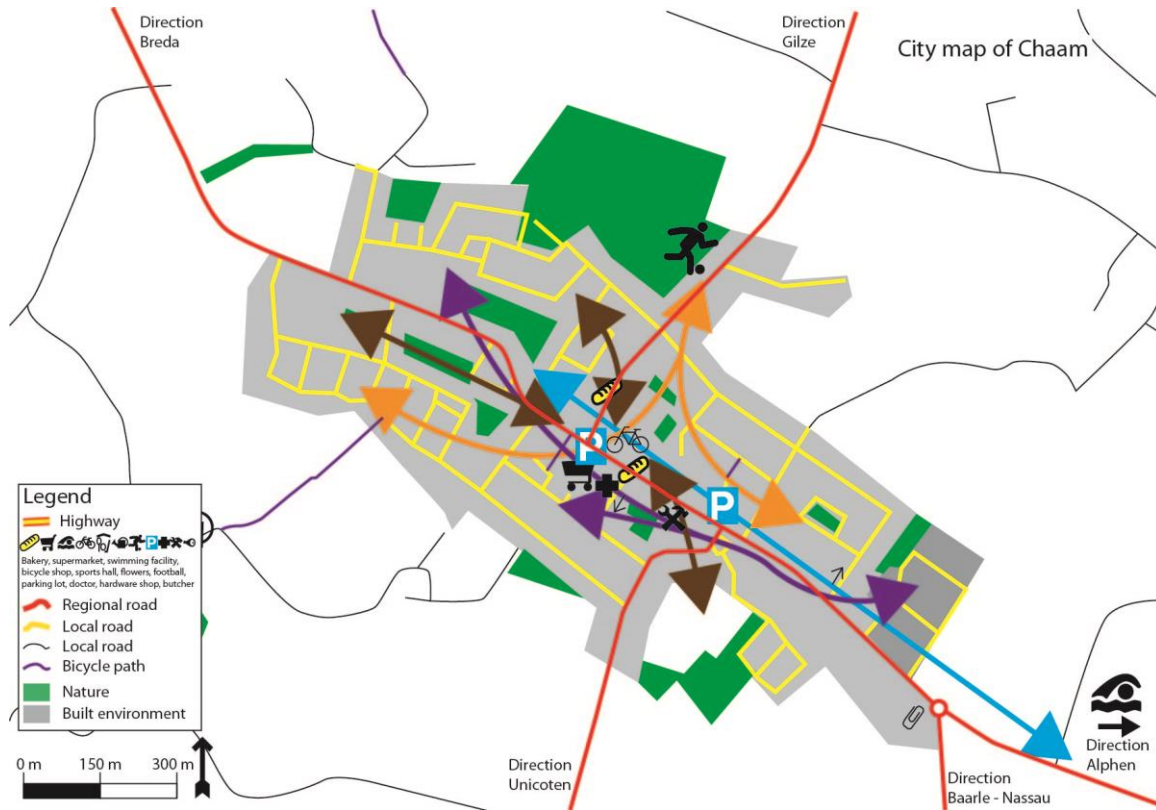 Direction
Breda
Direction
Gilze
City map of Chaam
P
P
Legend
Highway
P
Bakery, supermarket, swimming facility,
bicycle shop, sports hall, flowers, football,
parking lot, doctor, hardware shop, butcher
Regional road
Local road
Local road
Bicycle path
Nature
Built environment
0 m 150 m 300 m
Direction
Unicoten
Direction
Baarle - Nassau
Direction
Alphen